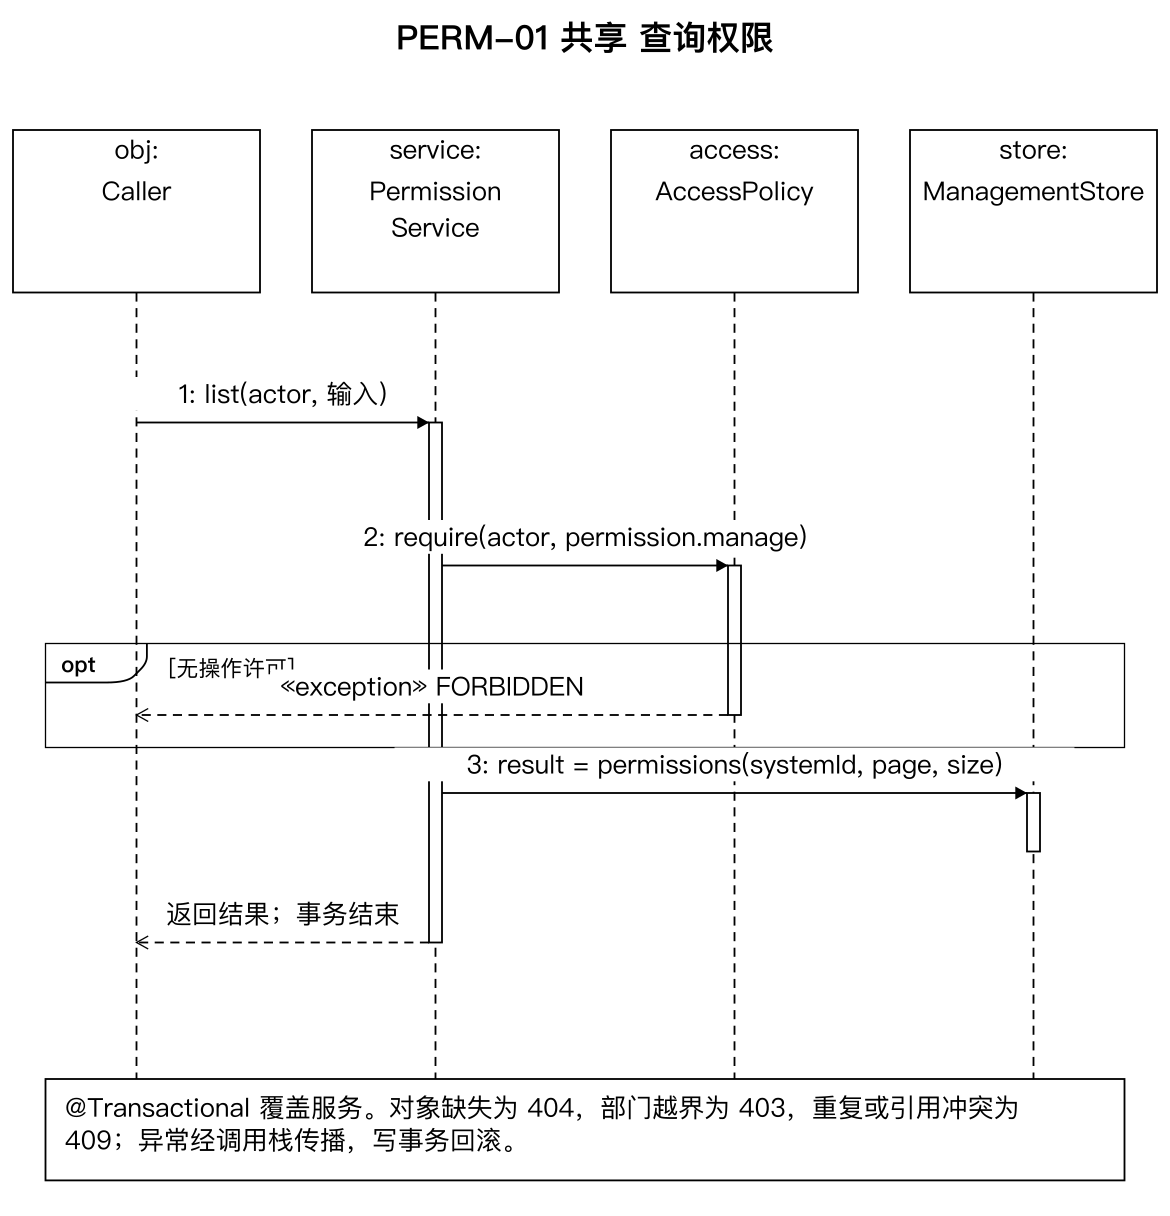 PERM-01 共享 查询权限
obj:
Caller
service:
Permission
Service
access:
AccessPolicy
store:
ManagementStore
1: list(actor, 输入)
2: require(actor, permission.manage)
opt
[无操作许可]
«exception» FORBIDDEN
3: result = permissions(systemId, page, size)
返回结果；事务结束
@Transactional 覆盖服务。对象缺失为 404，部门越界为 403，重复或引用冲突为
409；异常经调用栈传播，写事务回滚。